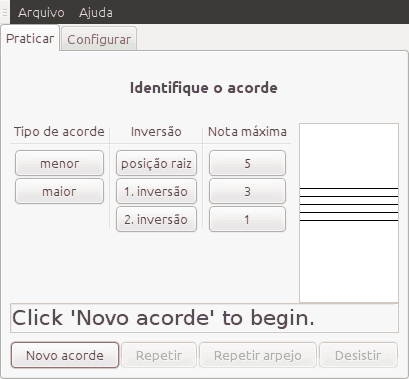 Arquivo Ajuda
Praticar Configurar
Identifique o acorde
Tipo de acorde Inversão Nota máxima
menor posição raiz 5
maior 1. inversão 3
2. inversão 1
Click 'Novo acorde' to begin.
Novo acorde Repetir Repetir arpejo Desistir